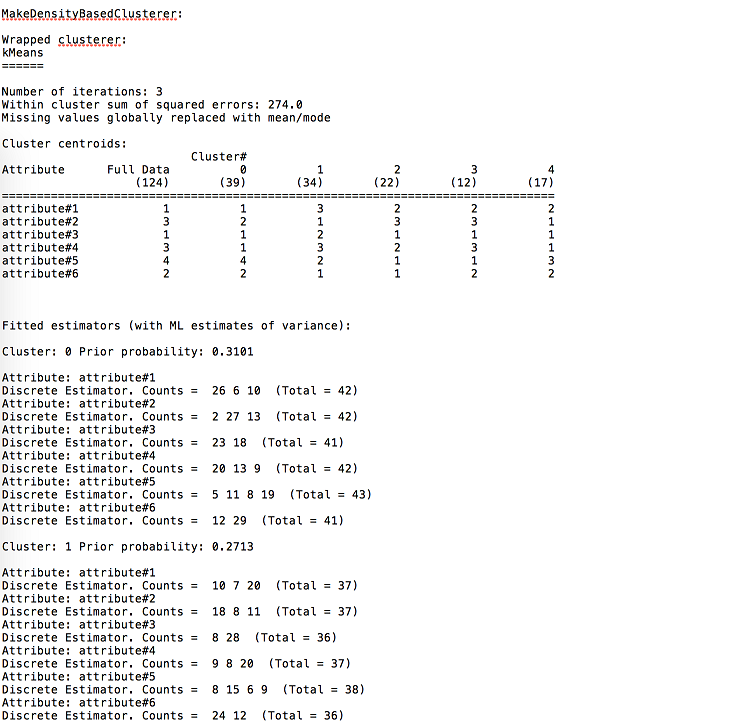 MakeDensityBasedClusterer:
Wrapped clusterer:
kMeans
======
Number of iterations: 3
Within cluster sum of squared errors: 274.0
Missing values globally replaced with mean/mode
Cluster centroids:
Cluster#
Attribute Full Data 0 1 2 3 4
(124) (39) (34) (22) (12) (17)
================================================================================
attribute#1 1 1 3 2 2 2
attribute#2 3 2 1 3 3 1
attribute#3 1 1 2 1 1 1
attribute#4 3 1 3 2 3 1
attribute#5 4 4 2 1 1 3
attribute#6 2 2 1 1 2 2
Fitted estimators (with ML estimates of variance):
Cluster: 0 Prior probability: 0.3101
Attribute: attribute#1
Discrete Estimator. Counts = 26 6 10 (Total = 42)
Attribute: attribute#2
Discrete Estimator. Counts = 2 27 13 (Total = 42)
Attribute: attribute#3
Discrete Estimator. Counts = 23 18 (Total = 41)
Attribute: attribute#4
Discrete Estimator. Counts = 20 13 9 (Total = 42)
Attribute: attribute#5
Discrete Estimator. Counts = 5 11 8 19 (Total = 43)
Attribute: attribute#6
Discrete Estimator. Counts = 12 29 (Total = 41)
Cluster: 1 Prior probability: 0.2713
Attribute: attribute#1
Discrete Estimator. Counts = 10 7 20 (Total = 37)
Attribute: attribute#2
Discrete Estimator. Counts = 18 8 11 (Total = 37)
Attribute: attribute#3
Discrete Estimator. Counts = 8 28 (Total = 36)
Attribute: attribute#4
Discrete Estimator. Counts = 9 8 20 (Total = 37)
Attribute: attribute#5
Discrete Estimator. Counts = 8 15 6 9 (Total = 38)
Attribute: attribute#6
Discrete Estimator. Counts = 24 12 (Total = 36)